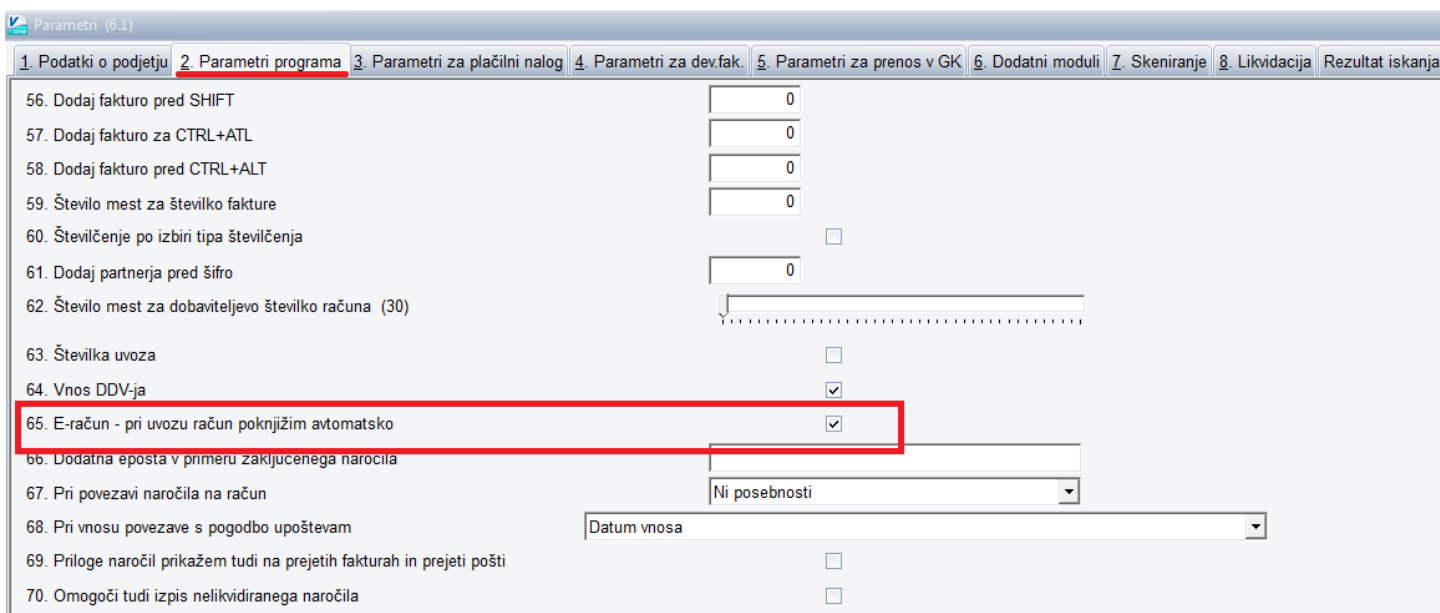 Parametri (6.1)
1. Podatki o podjetju 2. Parametri programa 3. Parametri za plačilni nalog 4. Parametri za dev.fak. 5. Parametri za prenos v GK 6. Dodatni moduli 7. Skeniranje 8. Likvidacija Rezultat iskanja
56. Dodaj fakturo pred SHIFT 0
57. Dodaj fakturo za CTRL+ATL 0
58. Dodaj fakturo pred CTRL+ALT 0
59. Število mest za številko fakture 0
60. Številčenje po izbiri tipa številčenja
61. Dodaj partnerja pred šifro 0
62. Število mest za dobaviteljevo številko računa (30)
63. Številka uvoza
64. Vnos DDV-ja
65. E-račun - pri uvozu račun poknjižim avtomatsko
66. Dodatna epošta v primeru zaključenega naročila
67. Pri povezavi naročila na račun Ni posebnosti
68. Pri vnosu povezave s pogodbo upoštevam Datum vnosa
69. Priloge naročil prikažem tudi na prejetih fakturah in prejeti pošti
70. Omogoči tudi izpis nelikvidiranega naročila